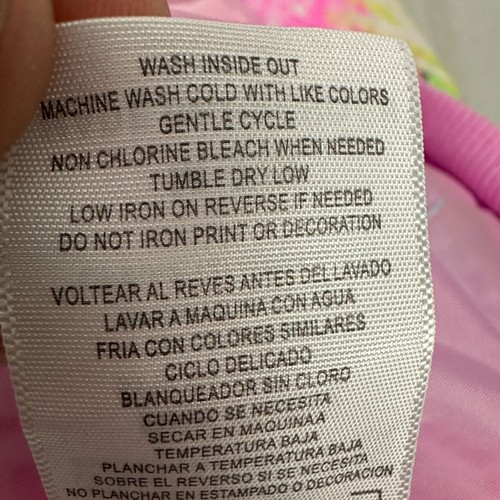 WASH INSIDE OUT
MACHINE WASH COLD WITH LIKE COLORS
GENTLE CYCLE
NON CHLORINE BLEACH WHEN NEEDED
TUMBLE DRY LOW
LOW IRON ON REVERSE IF NEEDED
DO NOT IRON PRINT OR DECORATION
VOLTEAR AL REVES ANTES DEL LAVADO
LAVAR A MAQUINA CON AGUA
FRIA CON COLORES SIMILARES
CICLO DELICADO
BLANQUEADOR SIN CLORO
CUANDO SE NECESITA
SECAR EN MAQUINA A
TEMPERATURA BAJA
PLANCHAR A TEMPERATURA BAJA
SOBRE EL REVERSO SI SE NECESITA
NO PLANCHAR EN ESTAMPADO O DECORACION